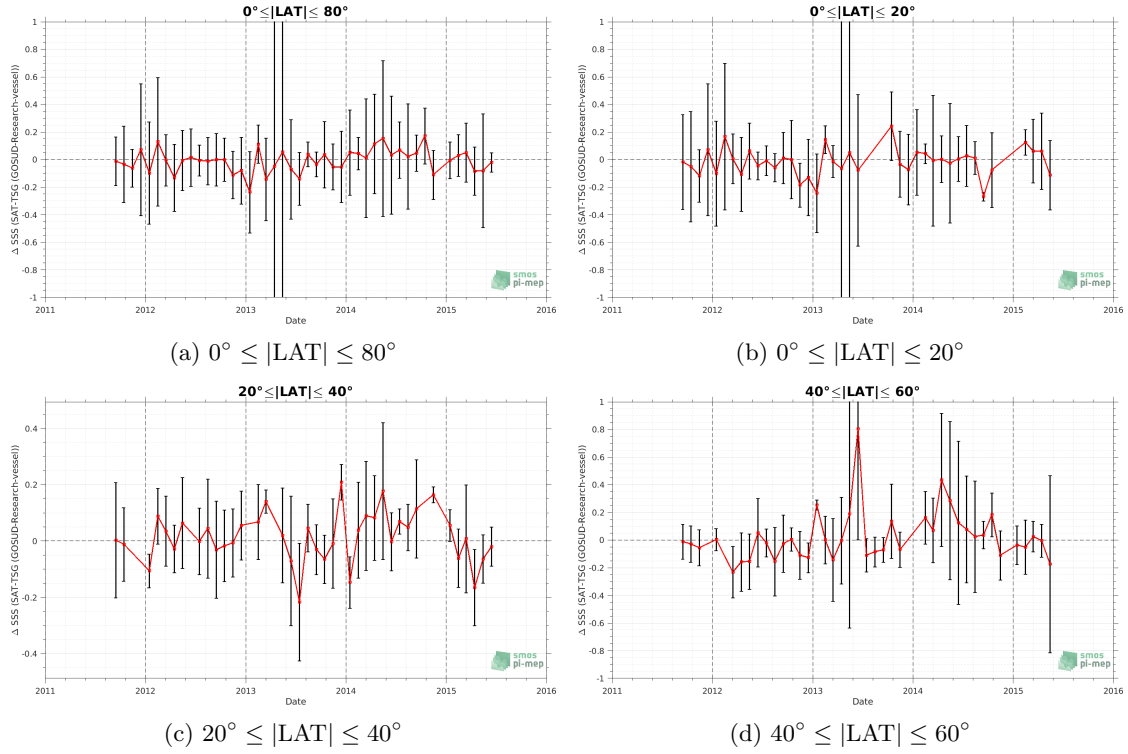 0°≤|LAT|≤ 80°
1
0.8
0.6
0.4
0.2
0
-0.2
-0.4
-0.6
-0.8
-1
Δ SSS (SAT-TSG (GOSUD-Research-vessel))
2011
2012
2013
2014
2015
2016
Date
smos
pi-mep
(a) 0° ≤ |LAT| ≤ 80°
0°≤|LAT|≤ 20°
1
0.8
0.6
0.4
0.2
0
-0.2
-0.4
-0.6
-0.8
-1
Δ SSS (SAT-TSG (GOSUD-Research-vessel))
2011
2012
2013
2014
2015
2016
Date
smos
pi-mep
(b) 0° ≤ |LAT| ≤ 20°
20°≤|LAT|≤ 40°
0.4
0.2
0
-0.2
-0.4
Δ SSS (SAT-TSG (GOSUD-Research-vessel))
2011
2012
2013
2014
2015
2016
Date
smos
pi-mep
(c) 20° ≤ |LAT| ≤ 40°
40°≤|LAT|≤ 60°
1
0.8
0.6
0.4
0.2
0
-0.2
-0.4
-0.6
-0.8
-1
Δ SSS (SAT-TSG (GOSUD-Research-vessel))
2011
2012
2013
2014
2015
2016
Date
smos
pi-mep
(d) 40° ≤ |LAT| ≤ 60°